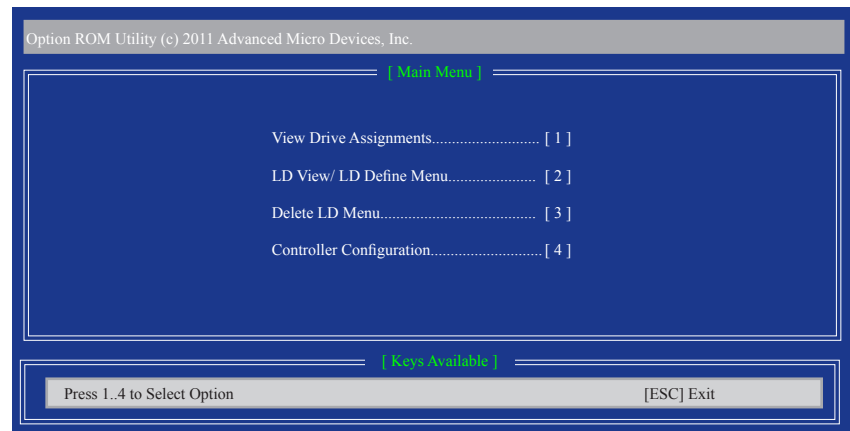 Option ROM Utility (c) 2011 Advanced Micro Devices, Inc.
[ Main Menu ]
View Drive Assignments........................... [ 1 ]
LD View/ LD Define Menu...................... [ 2 ]
Delete LD Menu....................................... [ 3 ]
Controller Configuration............................ [ 4 ]
[ Keys Available ]
Press 1..4 to Select Option [ESC] Exit